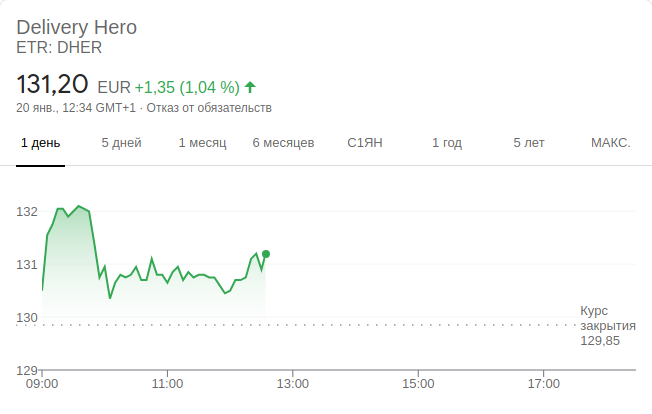 Delivery Hero
ETR: DHER
131,20 EUR +1,35 (1,04 %) ↑
20 янв., 12:34 GMT+1 · Отказ от обязательств
1 день 5 дней 1 месяц 6 месяцев С1ЯН 1 год 5 лет МАКС.
132
131
130
129
Курс
закрытия
129,85
09:00 11:00 13:00 15:00 17:00